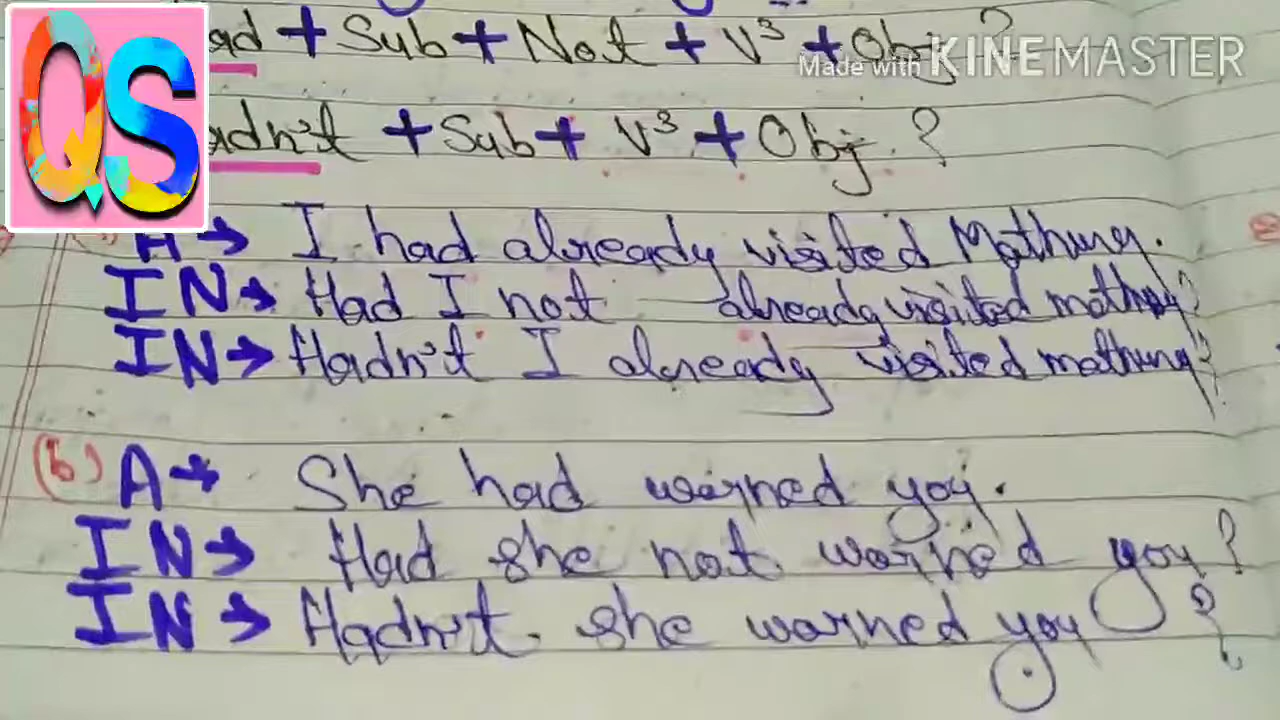 ad + Sub + Not + V³ + Obj ?
Made with KINEMASTER
QS
adn't + Sub + V³ + Obj. ?
A → I had already visited Mathura.
IN → Had I not already visited mathura?
IN → Hadn't I already visited mathura?
(b) A → She had warned you.
IN → Had she not warned you?
IN → Hadn't she warned you?